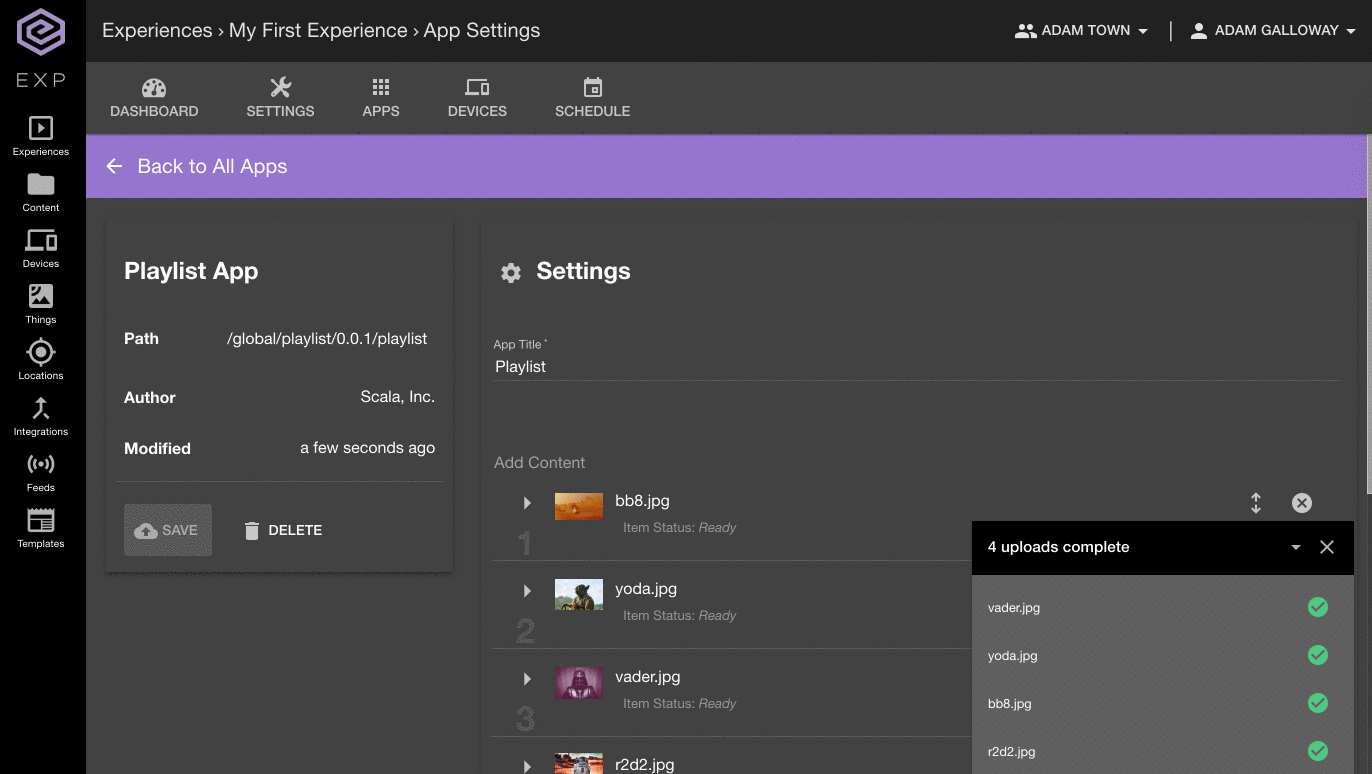 EXP
Experiences › My First Experience › App Settings
ADAM TOWN
ADAM GALLOWAY
DASHBOARD
SETTINGS
APPS
DEVICES
SCHEDULE
Experiences
Content
Devices
Things
Locations
Integrations
Feeds
Templates
Back to All Apps
Playlist App
Path /global/playlist/0.0.1/playlist
Author Scala, Inc.
Modified a few seconds ago
SAVE
DELETE
Settings
App Title *
Playlist
Add Content
1
bb8.jpg
Item Status: Ready
2
yoda.jpg
Item Status: Ready
3
vader.jpg
Item Status: Ready
r2d2.jpg
4 uploads complete
vader.jpg
yoda.jpg
bb8.jpg
r2d2.jpg